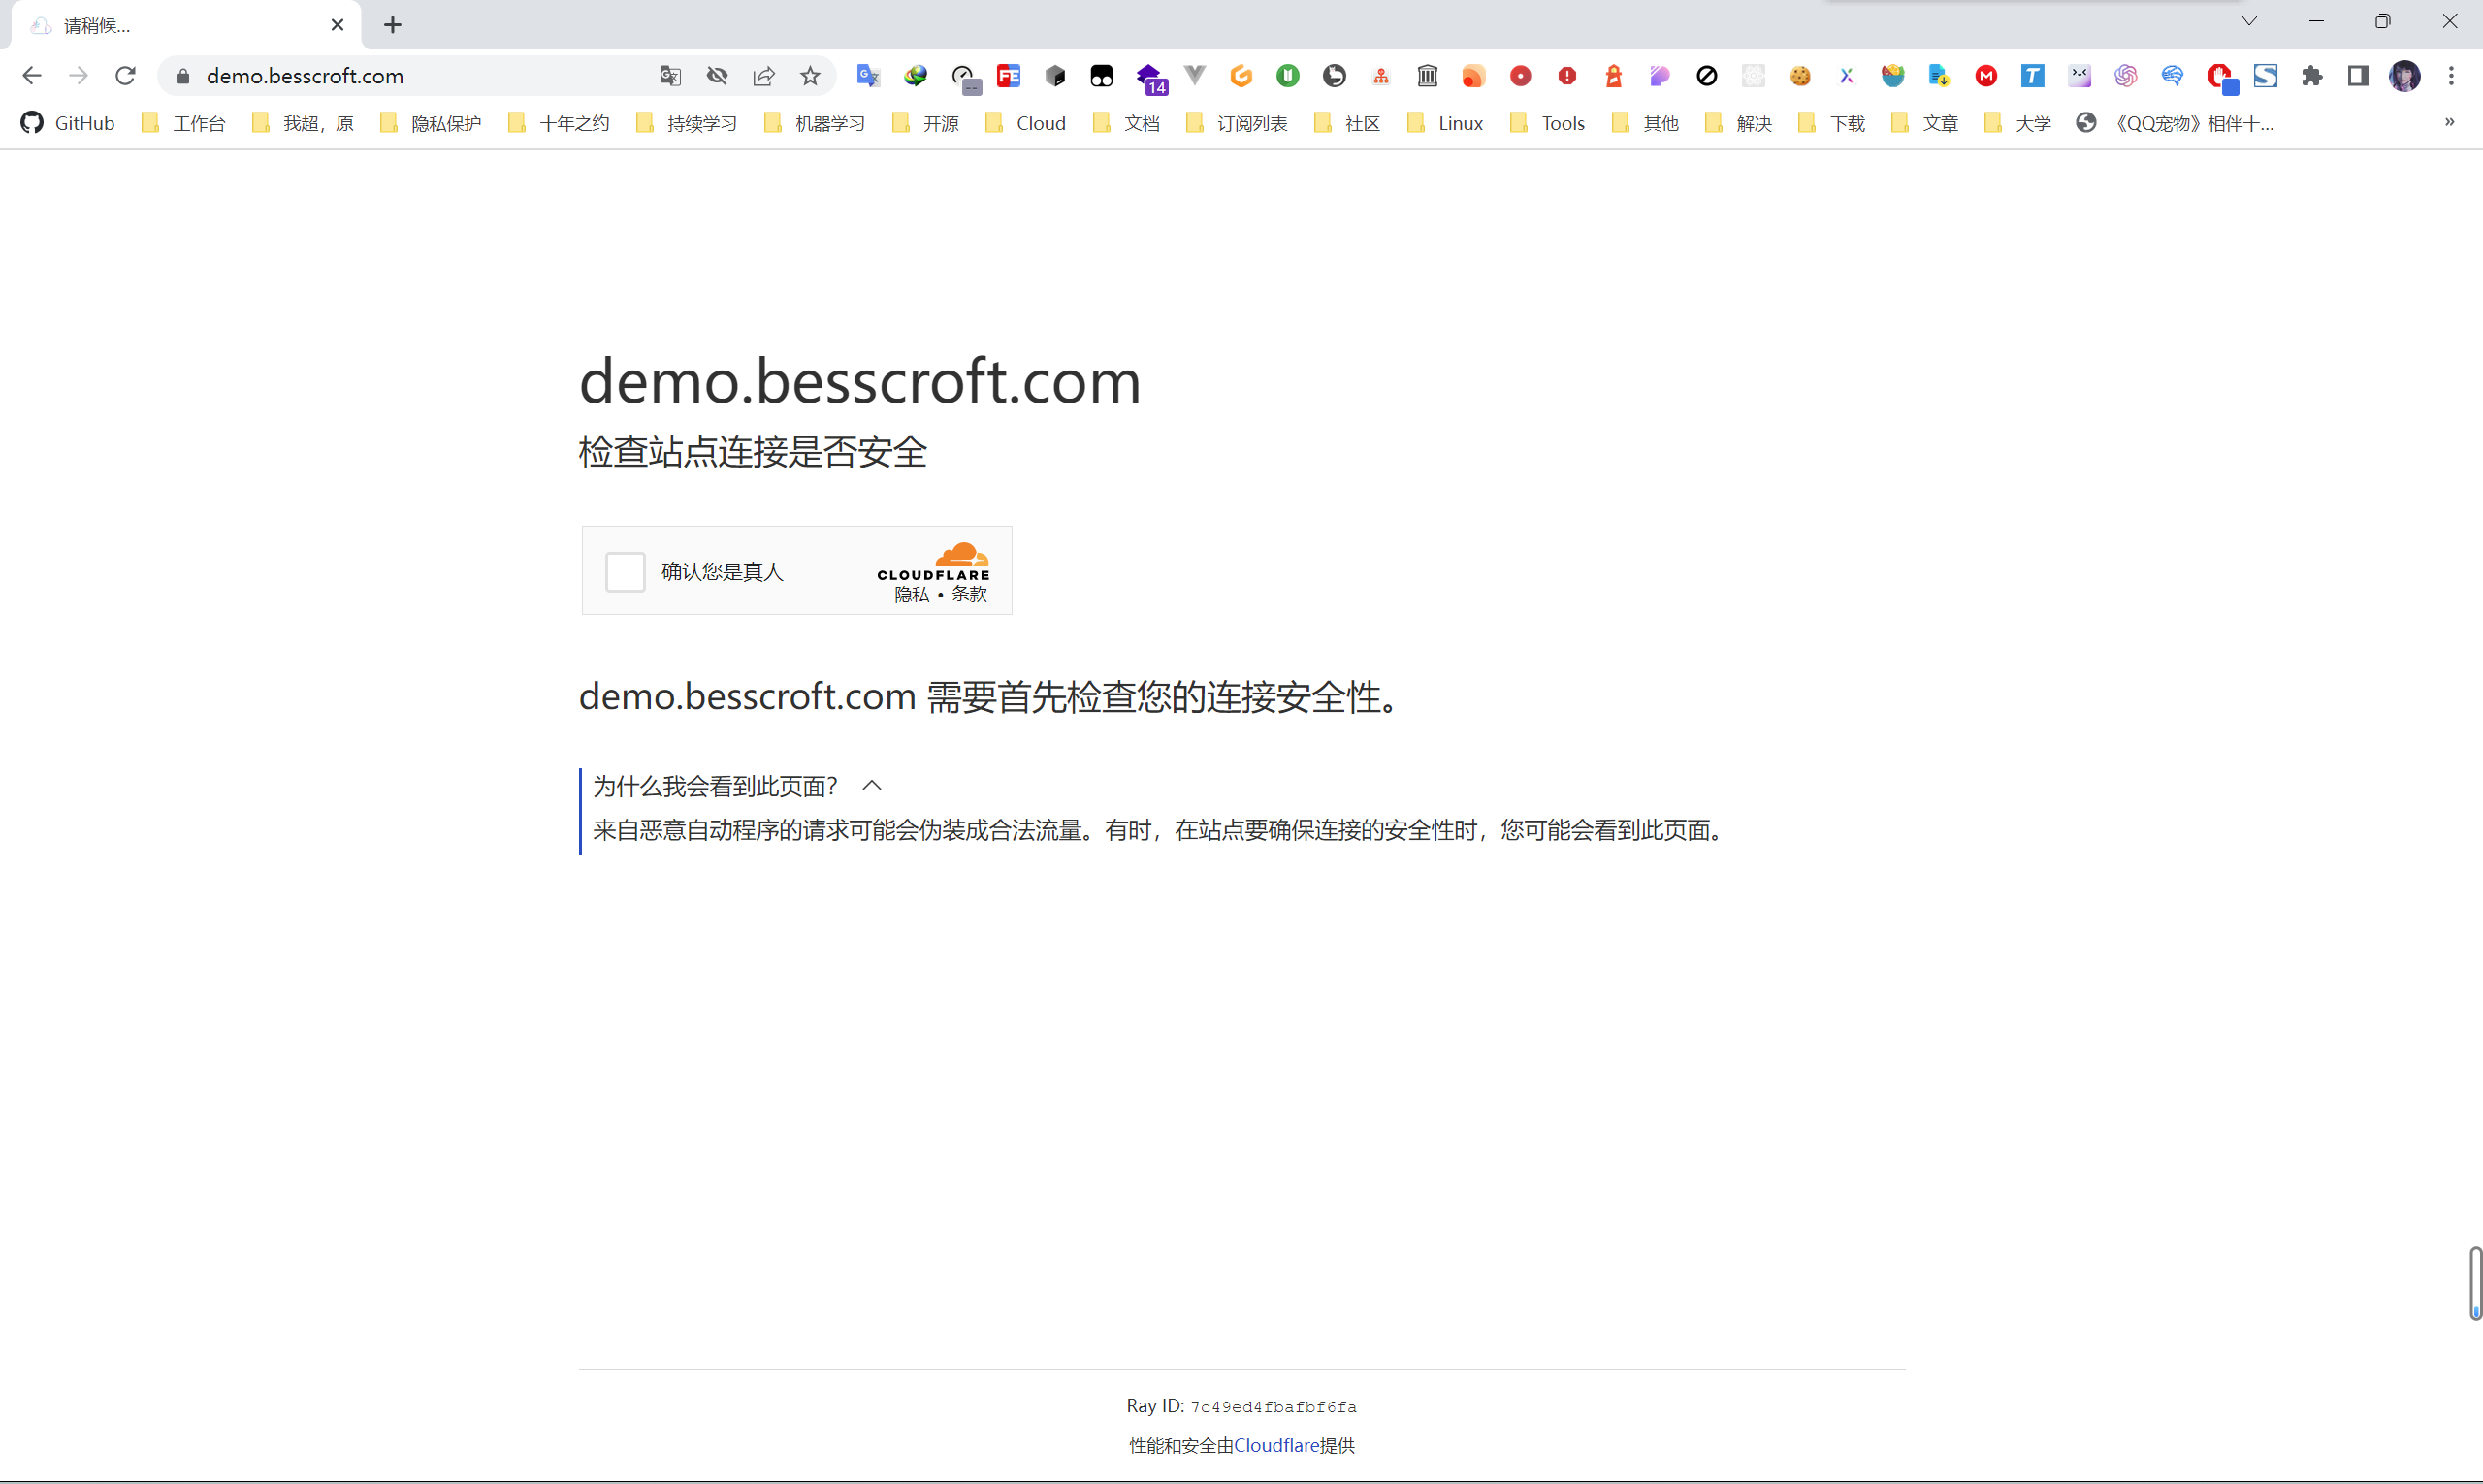 请稍候...
demo.besscroft.com
14
GitHub 工作台 我超，原 隐私保护 十年之约 持续学习 机器学习 开源 Cloud 文档 订阅列表 社区 Linux Tools 其他 解决 下载 文章 大学 《QQ宠物》相伴十... »
demo.besscroft.com
检查站点连接是否安全
确认您是真人
CLOUDFLARE
隐私 • 条款
demo.besscroft.com 需要首先检查您的连接安全性。
为什么我会看到此页面？
来自恶意自动程序的请求可能会伪装成合法流量。有时，在站点要确保连接的安全性时，您可能会看到此页面。
Ray ID: 7c49ed4fbafbf6fa
性能和安全由Cloudflare提供